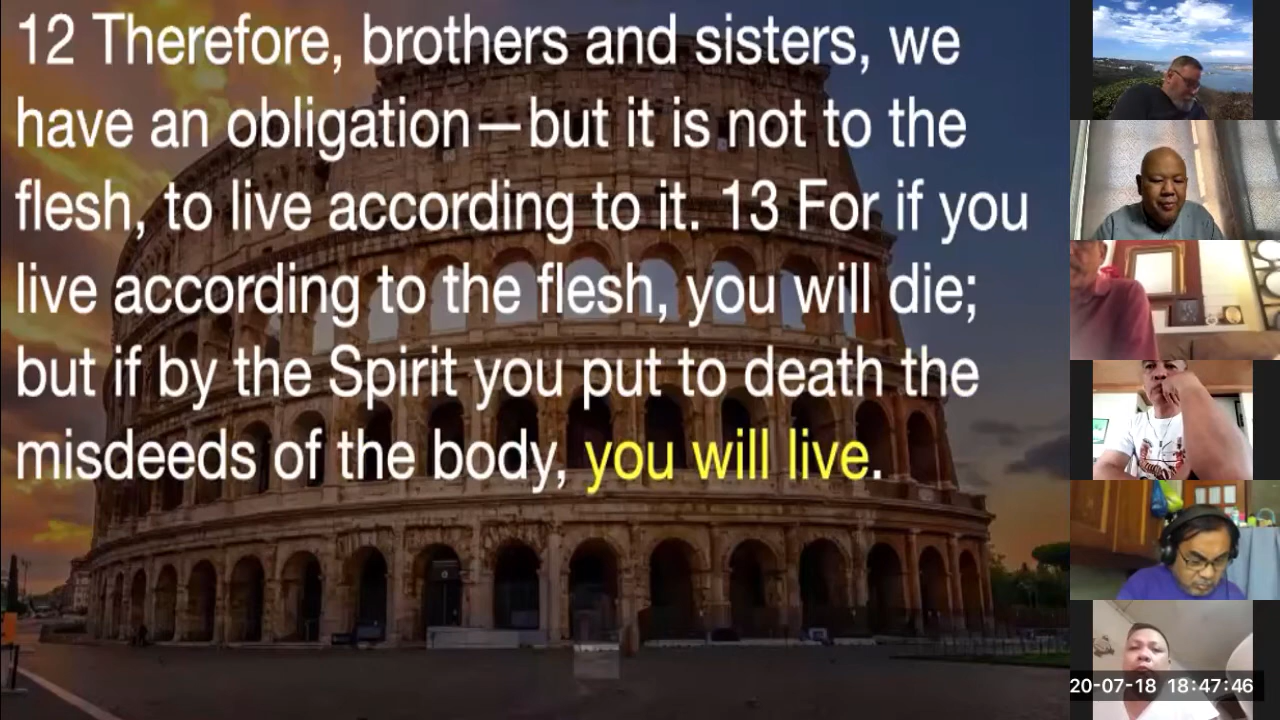 12 Therefore, brothers and sisters, we
have an obligation—but it is not to the
flesh, to live according to it. 13 For if you
live according to the flesh, you will die;
but if by the Spirit you put to death the
misdeeds of the body, you will live.
20-07-18 18:47:46